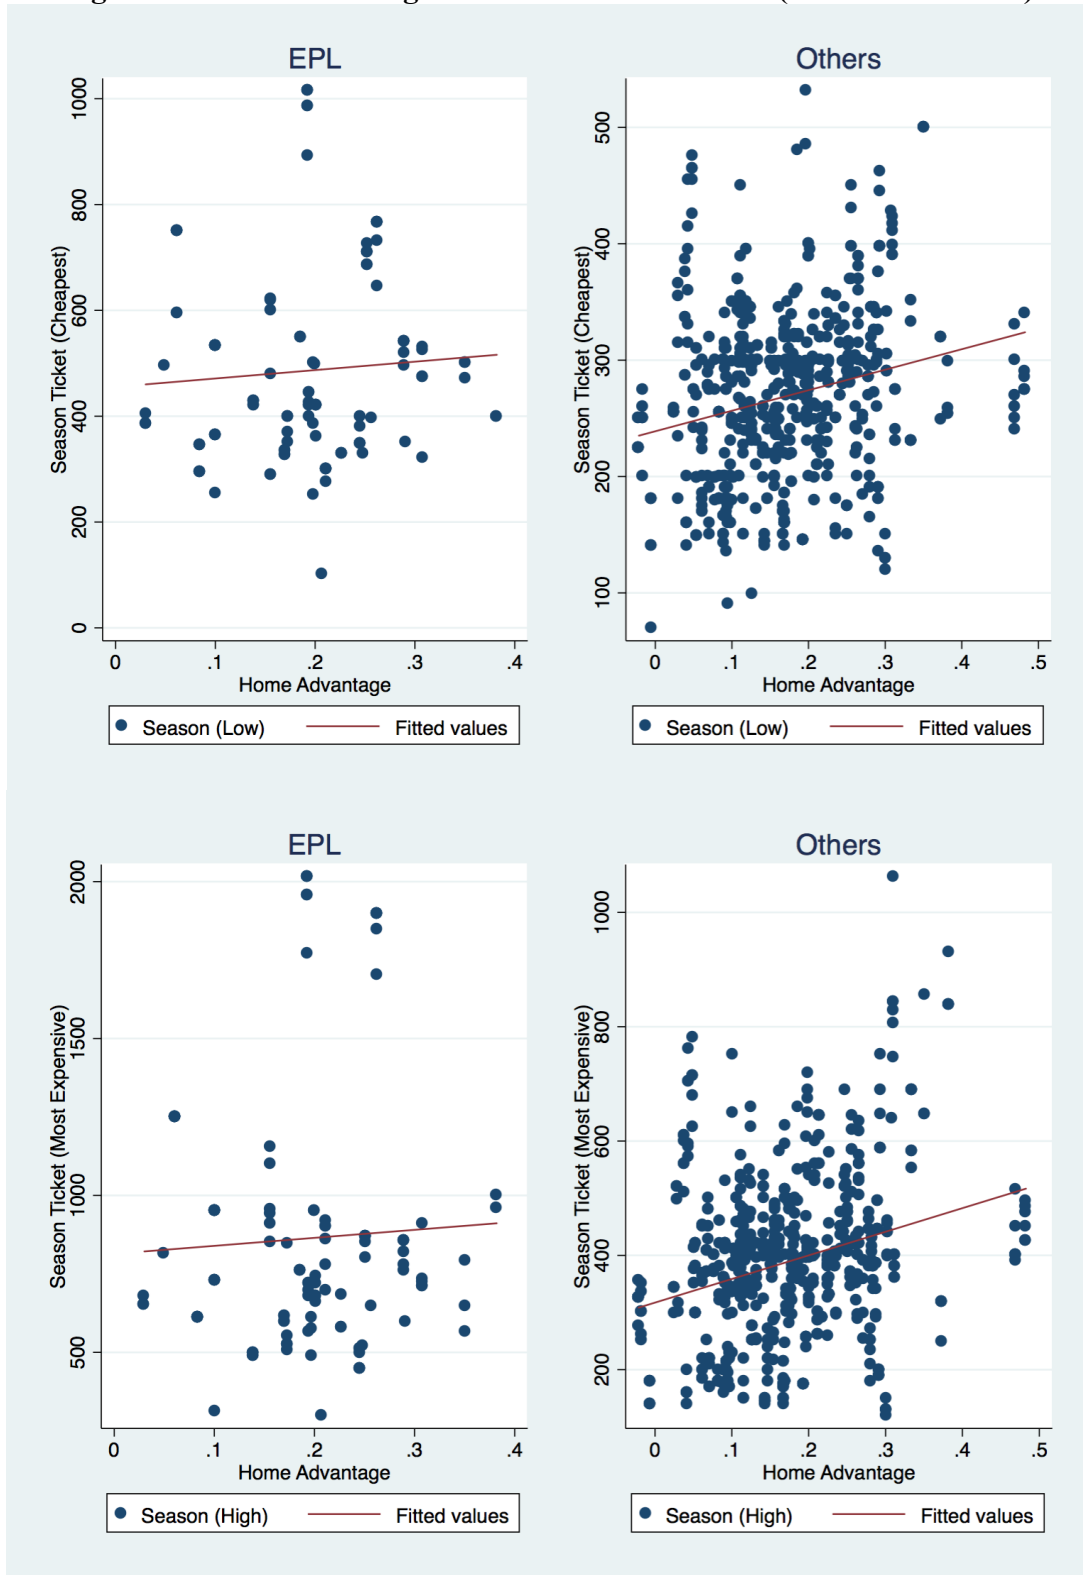 EPL
Season Ticket (Cheapest)
0 200 400 600 800 1000
0 .1 .2 .3 .4
Home Advantage
Season (Low) Fitted values
Others
Season Ticket (Cheapest)
100 200 300 400 500
0 .1 .2 .3 .4 .5
Home Advantage
Season (Low) Fitted values
EPL
Season Ticket (Most Expensive)
500 1000 1500 2000
0 .1 .2 .3 .4
Home Advantage
Season (High) Fitted values
Others
Season Ticket (Most Expensive)
200 400 600 800 1000
0 .1 .2 .3 .4 .5
Home Advantage
Season (High) Fitted values